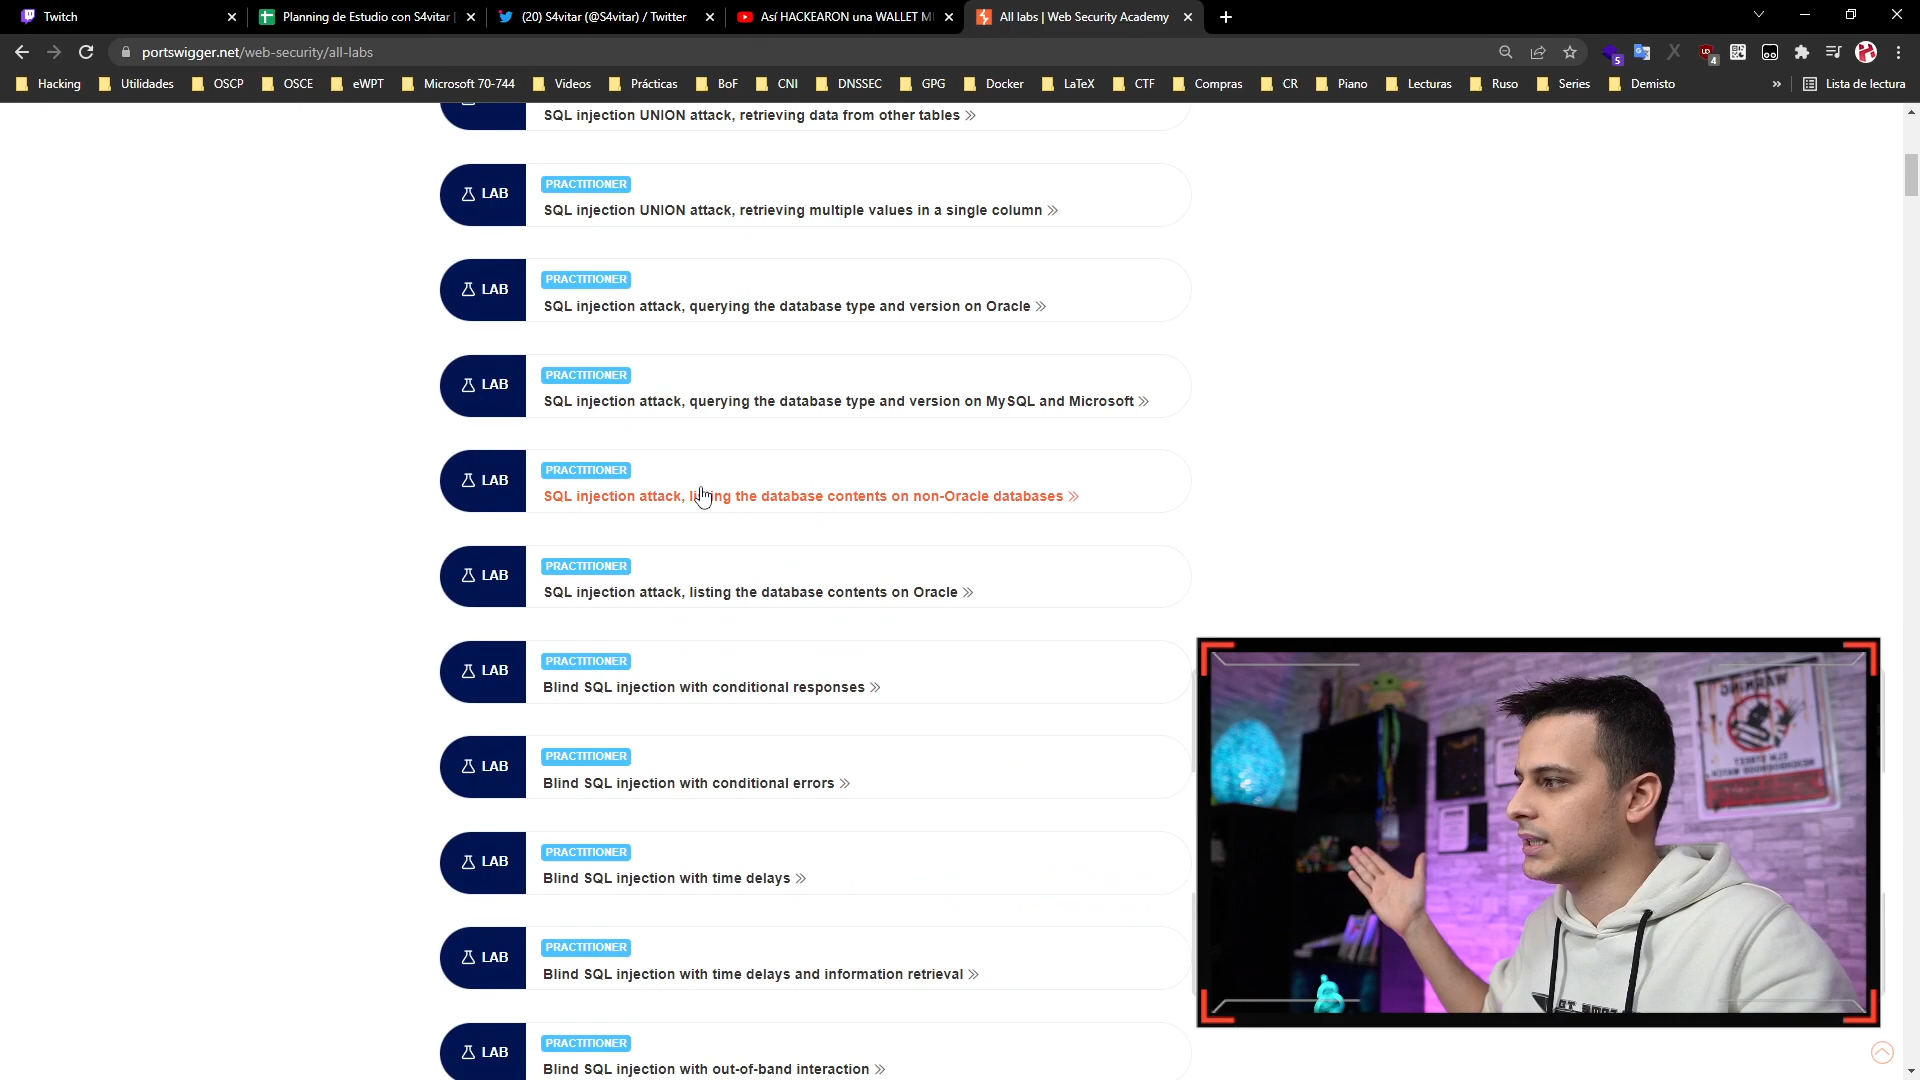 Twitch
Planning de Estudio con S4vitar
(20) S4vitar (@S4vitar) / Twitter
Así HACKEARON una WALLET M
All labs | Web Security Academy
portswigger.net/web-security/all-labs
5
4
Hacking
Utilidades
OSCP
OSCE
eWPT
Microsoft 70-744
Videos
Prácticas
BoF
CNI
DNSSEC
GPG
Docker
LaTeX
CTF
Compras
CR
Piano
Lecturas
Ruso
Series
Demisto
»
Lista de lectura
SQL injection UNION attack, retrieving data from other tables
LAB
PRACTITIONER
SQL injection UNION attack, retrieving multiple values in a single column
LAB
PRACTITIONER
SQL injection attack, querying the database type and version on Oracle
LAB
PRACTITIONER
SQL injection attack, querying the database type and version on MySQL and Microsoft
LAB
PRACTITIONER
SQL injection attack, listing the database contents on non-Oracle databases
LAB
PRACTITIONER
SQL injection attack, listing the database contents on Oracle
LAB
PRACTITIONER
Blind SQL injection with conditional responses
LAB
PRACTITIONER
Blind SQL injection with conditional errors
LAB
PRACTITIONER
Blind SQL injection with time delays
LAB
PRACTITIONER
Blind SQL injection with time delays and information retrieval
LAB
PRACTITIONER
Blind SQL injection with out-of-band interaction
WARNING